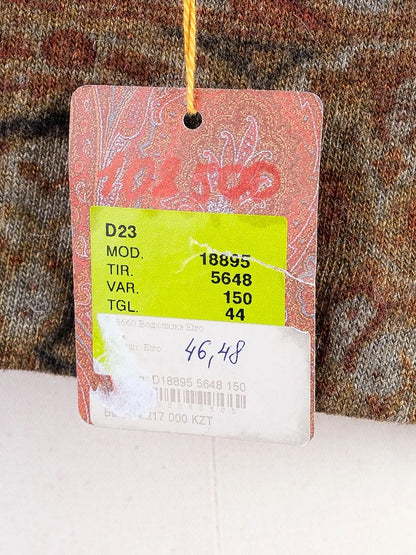 D23
MOD. 18895
TIR. 5648
VAR. 150
TGL. 44
8660 Водолазка Etro
Etro
46,48
D18895 5648 150
217 000 KZT